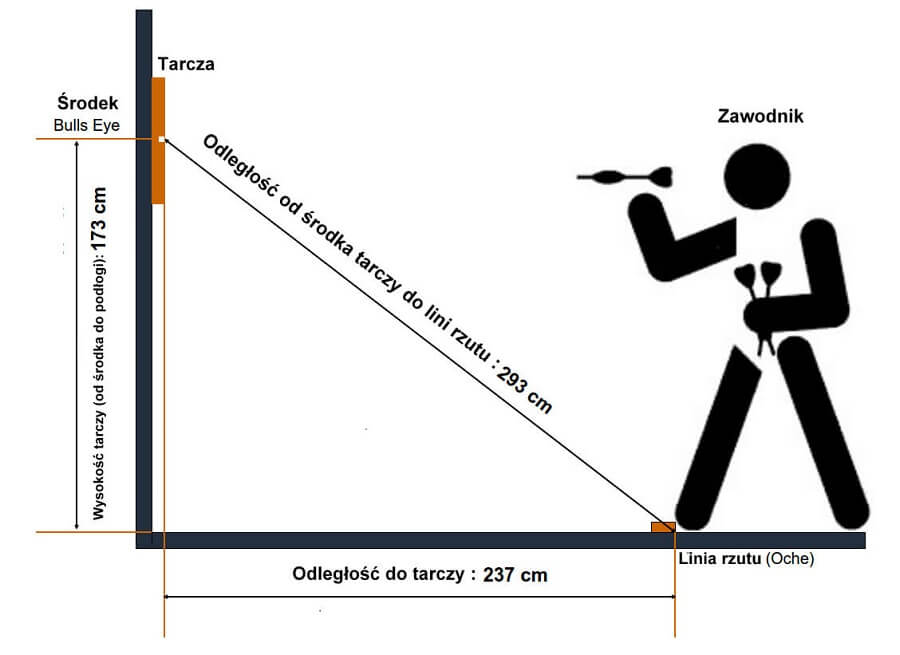 Tarcza
Środek
Bulls Eye
Zawodnik
Odległość od środka tarczy do lini rzutu : 293 cm
Wysokość tarczy (od środka do podłogi): 173 cm
Linia rzutu (Oche)
Odległość do tarczy : 237 cm